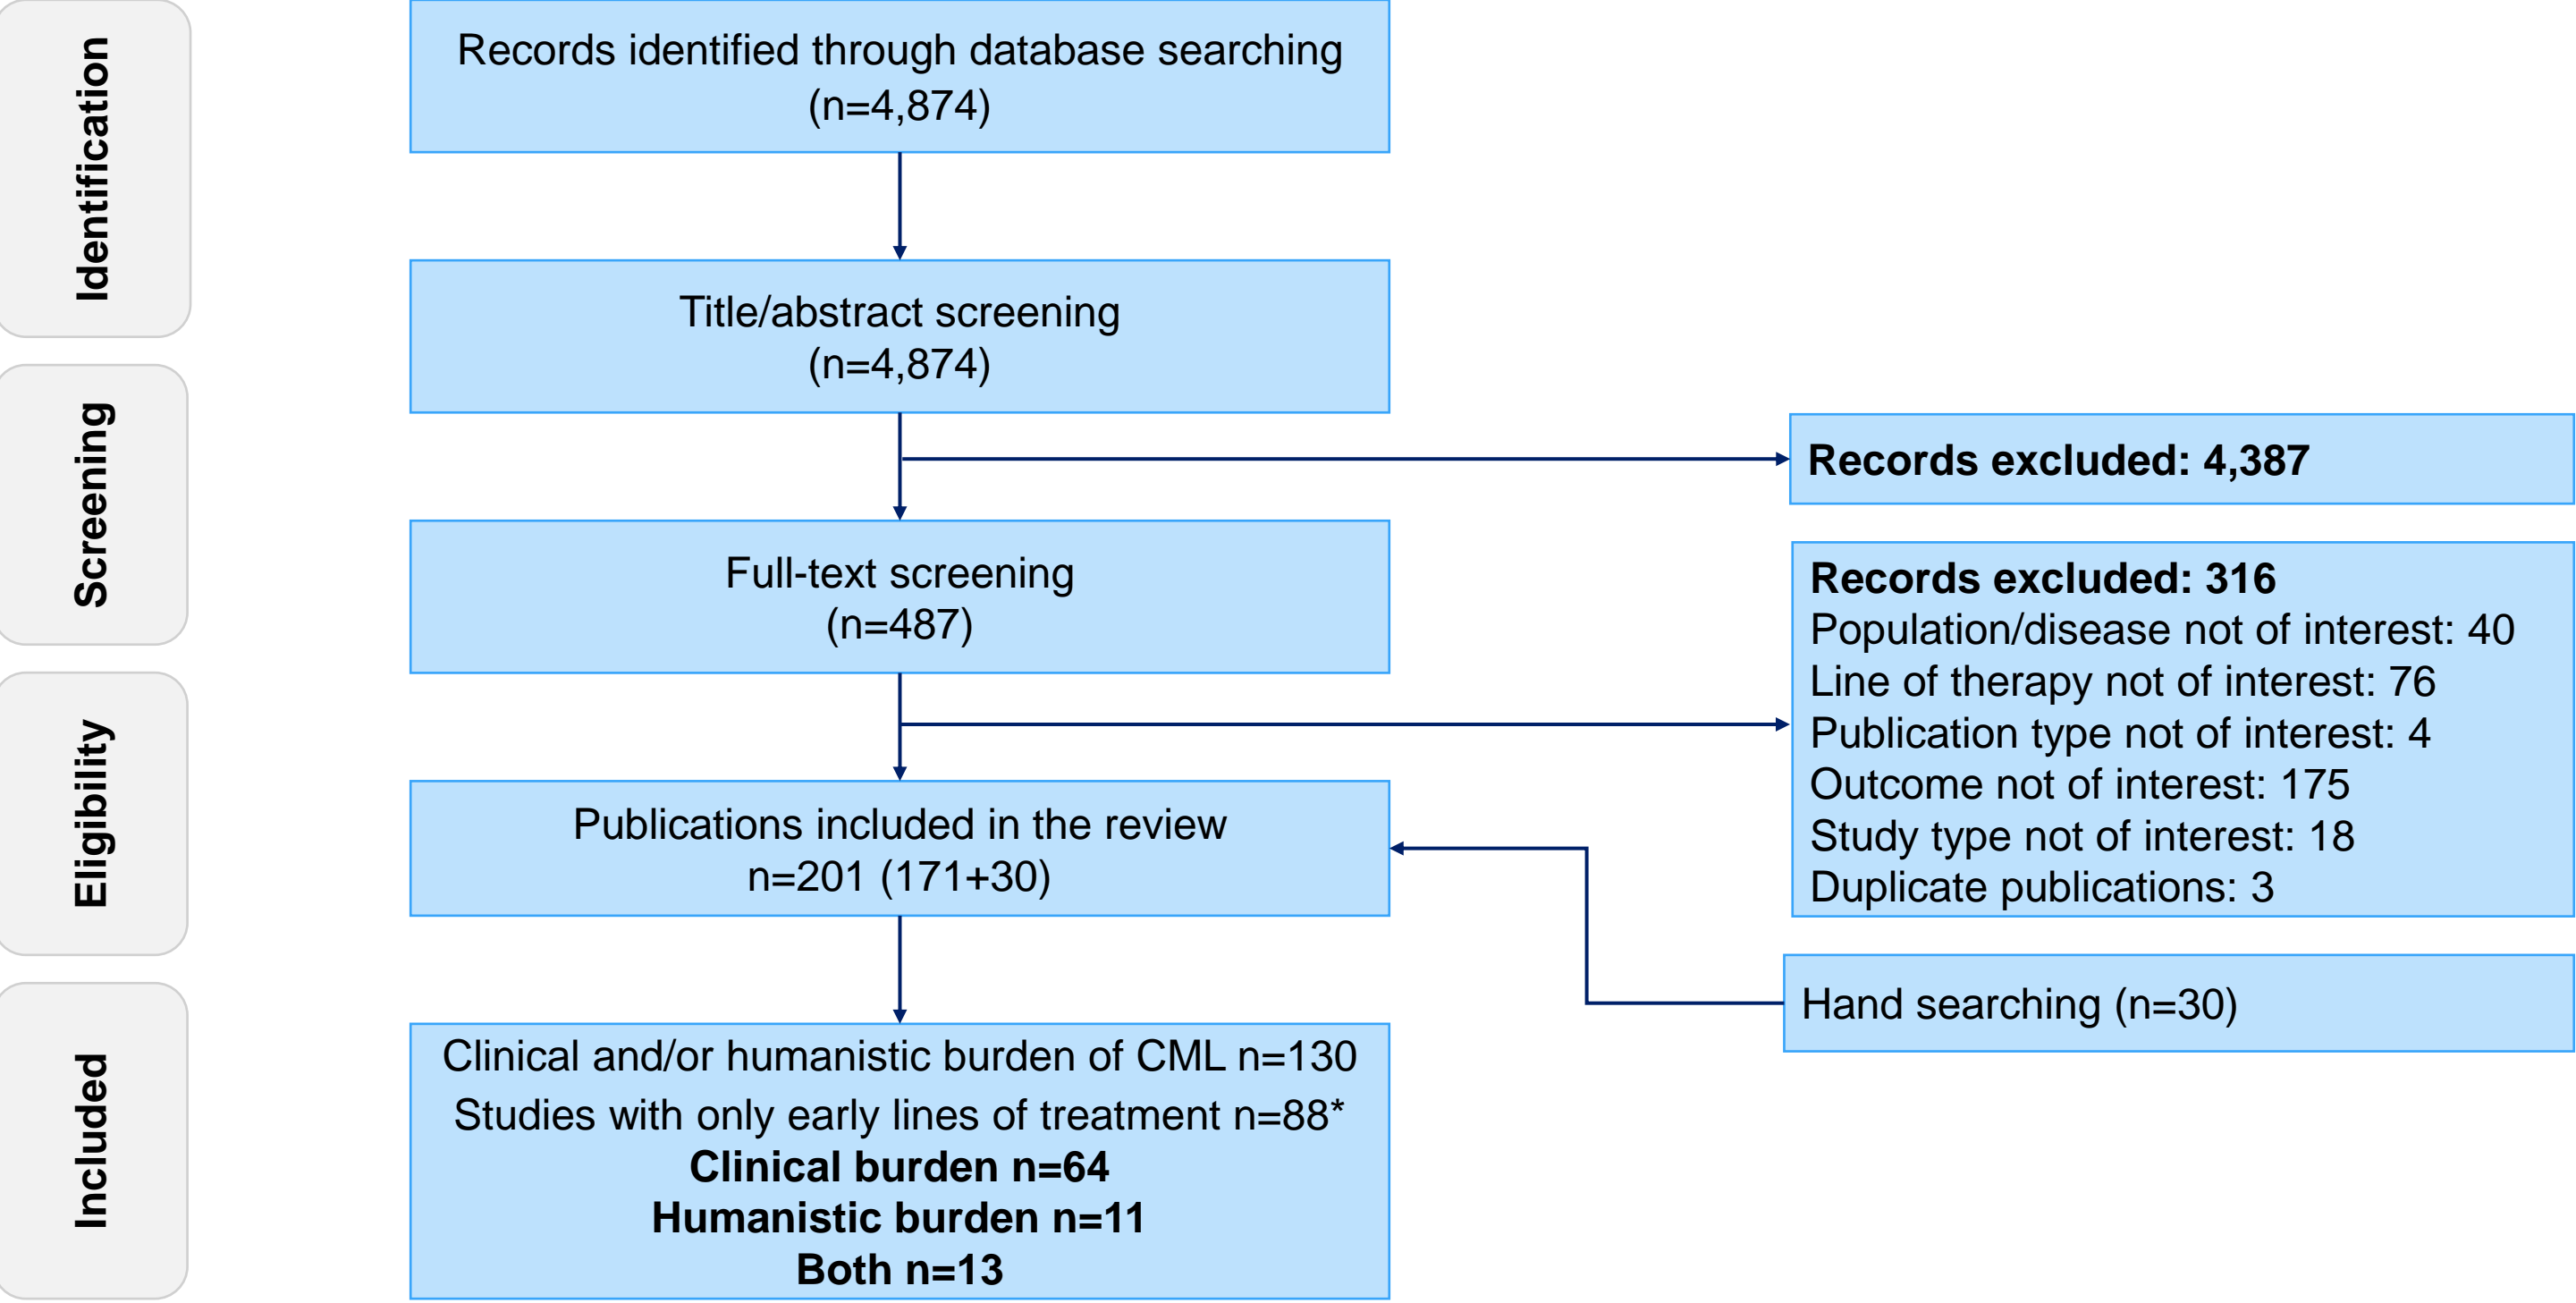 Identification
Records identified through database searching
(n=4,874)
Title/abstract screening
(n=4,874)
Screening
Records excluded: 4,387
Full-text screening
(n=487)
Records excluded: 316
Population/disease not of interest: 40
Line of therapy not of interest: 76
Publication type not of interest: 4
Outcome not of interest: 175
Study type not of interest: 18
Duplicate publications: 3
Eligibility
Publications included in the review
n=201 (171+30)
Hand searching (n=30)
Included
Clinical and/or humanistic burden of CML n=130
Studies with only early lines of treatment n=88*
Clinical burden n=64
Humanistic burden n=11
Both n=13